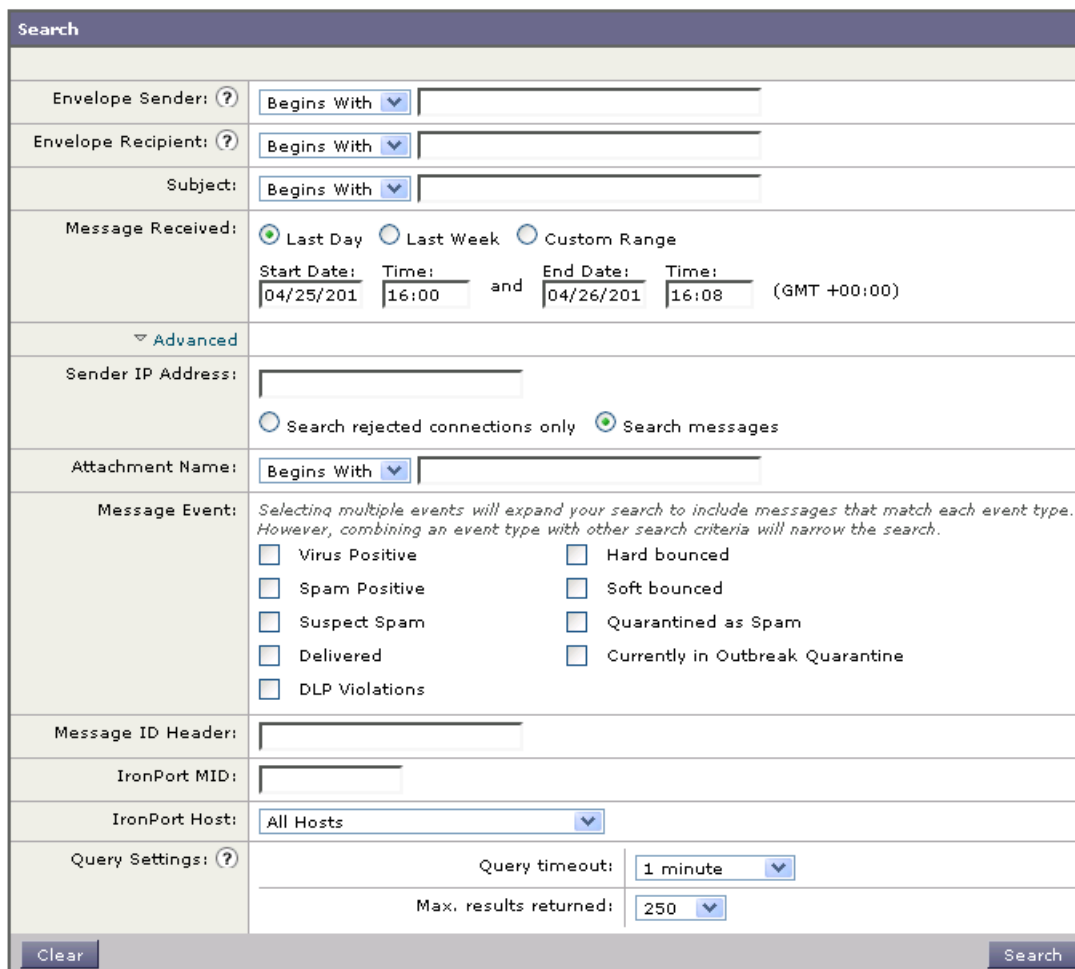 Search
Envelope Sender: ? Begins With
Envelope Recipient: ? Begins With
Subject: Begins With
Message Received: Last Day Last Week Custom Range
Start Date: Time: End Date: Time:
04/25/201 16:00 and 04/26/201 16:08 (GMT +00:00)
Advanced
Sender IP Address:
Search rejected connections only Search messages
Attachment Name: Begins With
Message Event: Selecting multiple events will expand your search to include messages that match each event type.
However, combining an event type with other search criteria will narrow the search.
Virus Positive Hard bounced
Spam Positive Soft bounced
Suspect Spam Quarantined as Spam
Delivered Currently in Outbreak Quarantine
DLP Violations
Message ID Header:
IronPort MID:
IronPort Host: All Hosts
Query Settings: ? Query timeout: 1 minute
Max. results returned: 250
Clear Search